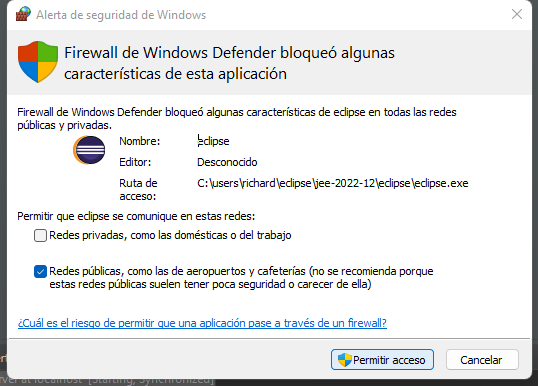 Alerta de seguridad de Windows
Firewall de Windows Defender bloqueó algunas
características de esta aplicación
Firewall de Windows Defender bloqueó algunas características de eclipse en todas las redes
públicas y privadas.
Nombre: eclipse
Editor: Desconocido
Ruta de acceso: C:\users\richard\eclipse\jee-2022-12\eclipse\eclipse.exe
Permitir que eclipse se comunique en estas redes:
Redes privadas, como las domésticas o del trabajo
Redes públicas, como las de aeropuertos y cafeterías (no se recomienda porque
estas redes públicas suelen tener poca seguridad o carecer de ella)
¿Cuál es el riesgo de permitir que una aplicación pase a través de un firewall?
Permitir acceso Cancelar
ver at localhost [Starting, Synchronized]